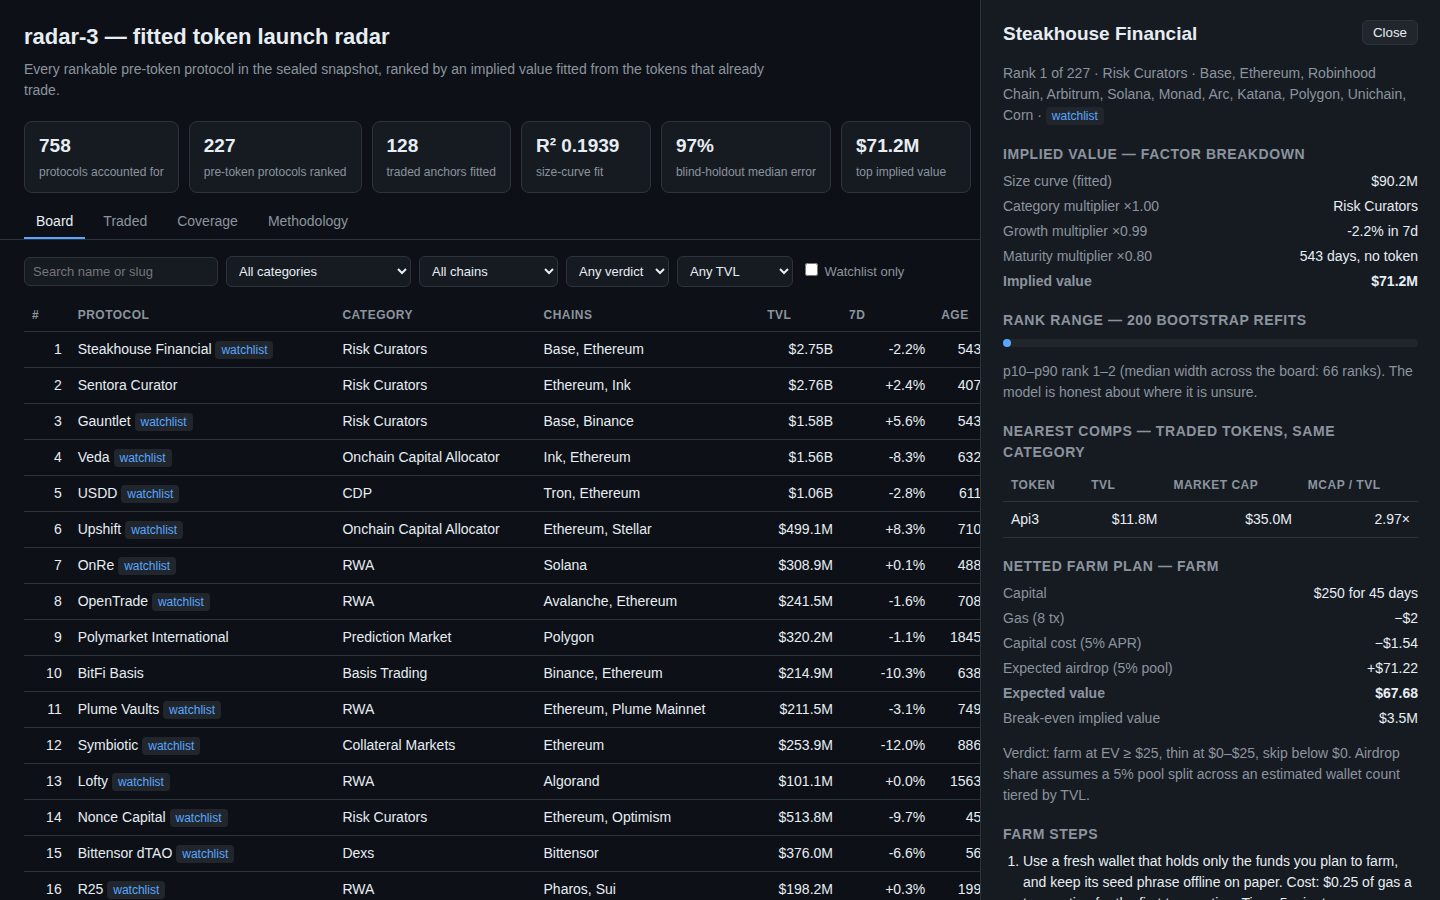 radar-3 — fitted token launch radar
Every rankable pre-token protocol in the sealed snapshot, ranked by an implied value fitted from the tokens that already
trade.
758
protocols accounted for
227
pre-token protocols ranked
128
traded anchors fitted
R² 0.1939
size-curve fit
97%
blind-holdout median error
$71.2M
top implied value
Board Traded Coverage Methodology
Search name or slug All categories All chains Any verdict Any TVL Watchlist only
# PROTOCOL CATEGORY CHAINS TVL 7D AGE
1 Steakhouse Financial watchlist Risk Curators Base, Ethereum $2.75B -2.2% 543
2 Sentora Curator Risk Curators Ethereum, Ink $2.76B +2.4% 407
3 Gauntlet watchlist Risk Curators Base, Binance $1.58B +5.6% 543
4 Veda watchlist Onchain Capital Allocator Ink, Ethereum $1.56B -8.3% 632
5 USDD watchlist CDP Tron, Ethereum $1.06B -2.8% 611
6 Upshift watchlist Onchain Capital Allocator Ethereum, Stellar $499.1M +8.3% 710
7 OnRe watchlist RWA Solana $308.9M +0.1% 488
8 OpenTrade watchlist RWA Avalanche, Ethereum $241.5M -1.6% 708
9 Polymarket International Prediction Market Polygon $320.2M -1.1% 1845
10 BitFi Basis Basis Trading Binance, Ethereum $214.9M -10.3% 638
11 Plume Vaults watchlist RWA Ethereum, Plume Mainnet $211.5M -3.1% 749
12 Symbiotic watchlist Collateral Markets Ethereum $253.9M -12.0% 886
13 Lofty watchlist RWA Algorand $101.1M +0.0% 1563
14 Nonce Capital watchlist Risk Curators Ethereum, Optimism $513.8M -9.7% 45
15 Bittensor dTAO watchlist Dexs Bittensor $376.0M -6.6% 56
16 R25 watchlist RWA Pharos, Sui $198.2M +0.3% 199
Steakhouse Financial Close
Rank 1 of 227 · Risk Curators · Base, Ethereum, Robinhood
Chain, Arbitrum, Solana, Monad, Arc, Katana, Polygon, Unichain,
Corn · watchlist
IMPLIED VALUE — FACTOR BREAKDOWN
Size curve (fitted) $90.2M
Category multiplier ×1.00 Risk Curators
Growth multiplier ×0.99 -2.2% in 7d
Maturity multiplier ×0.80 543 days, no token
Implied value $71.2M
RANK RANGE — 200 BOOTSTRAP REFITS
p10–p90 rank 1–2 (median width across the board: 66 ranks). The
model is honest about where it is unsure.
NEAREST COMPS — TRADED TOKENS, SAME
CATEGORY
TOKEN TVL MARKET CAP MCAP / TVL
Api3 $11.8M $35.0M 2.97×
NETTED FARM PLAN — FARM
Capital $250 for 45 days
Gas (8 tx) −$2
Capital cost (5% APR) −$1.54
Expected airdrop (5% pool) +$71.22
Expected value $67.68
Break-even implied value $3.5M
Verdict: farm at EV ≥ $25, thin at $0–$25, skip below $0. Airdrop
share assumes a 5% pool split across an estimated wallet count
tiered by TVL.
FARM STEPS
1. Use a fresh wallet that holds only the funds you plan to farm,
and keep its seed phrase offline on paper. Cost: $0.25 of gas a